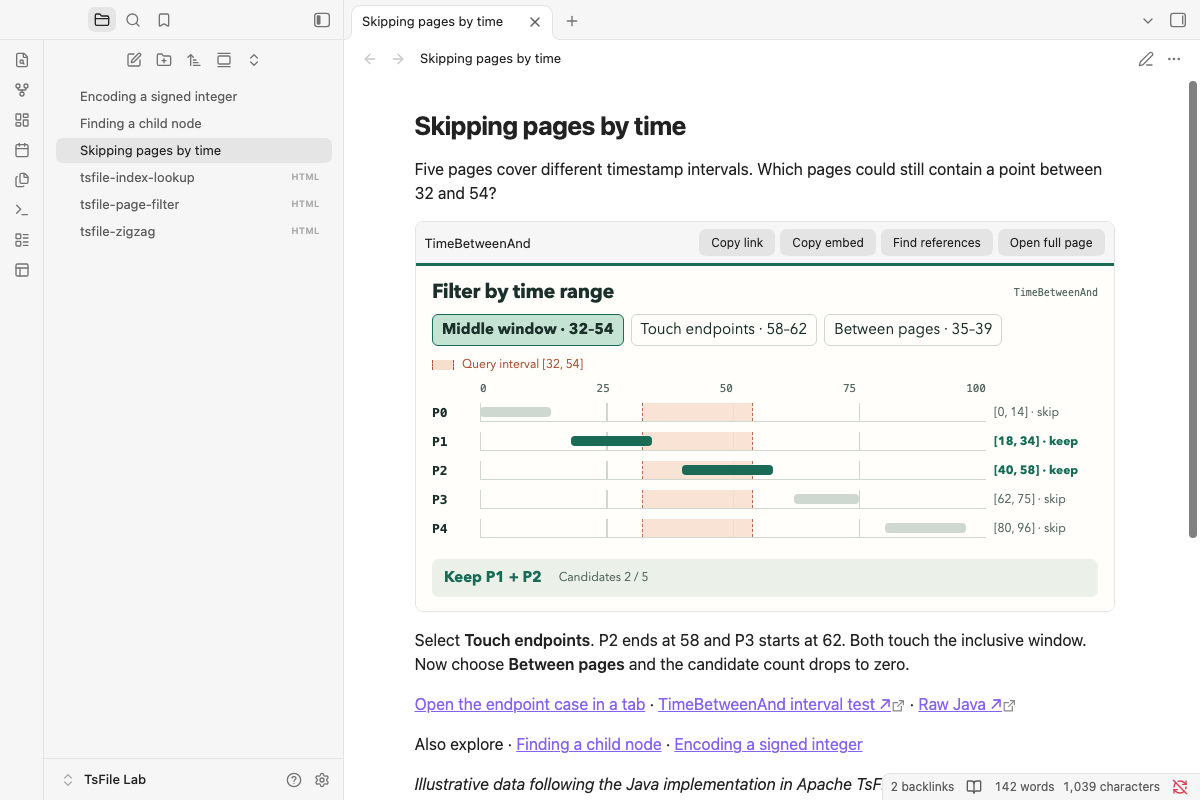 Skipping pages by time
Skipping pages by time
Encoding a signed integer
Finding a child node
Skipping pages by time
tsfile-index-lookup HTML
tsfile-page-filter HTML
tsfile-zigzag HTML
TsFile Lab
Skipping pages by time
Five pages cover different timestamp intervals. Which pages could still contain a point between
32 and 54?
TimeBetweenAnd Copy link Copy embed Find references Open full page
Filter by time range TimeBetweenAnd
Middle window · 32–54 Touch endpoints · 58–62 Between pages · 35–39
Query interval [32, 54]
0 25 50 75 100
P0 [0, 14] · skip
P1 [18, 34] · keep
P2 [40, 58] · keep
P3 [62, 75] · skip
P4 [80, 96] · skip
Keep P1 + P2 Candidates 2 / 5
Select Touch endpoints. P2 ends at 58 and P3 starts at 62. Both touch the inclusive window.
Now choose Between pages and the candidate count drops to zero.
Open the endpoint case in a tab · TimeBetweenAnd interval test ↗ · Raw Java ↗
Also explore · Finding a child node · Encoding a signed integer
Illustrative data following the Java implementation in Apache TsF
2 backlinks 142 words 1,039 characters